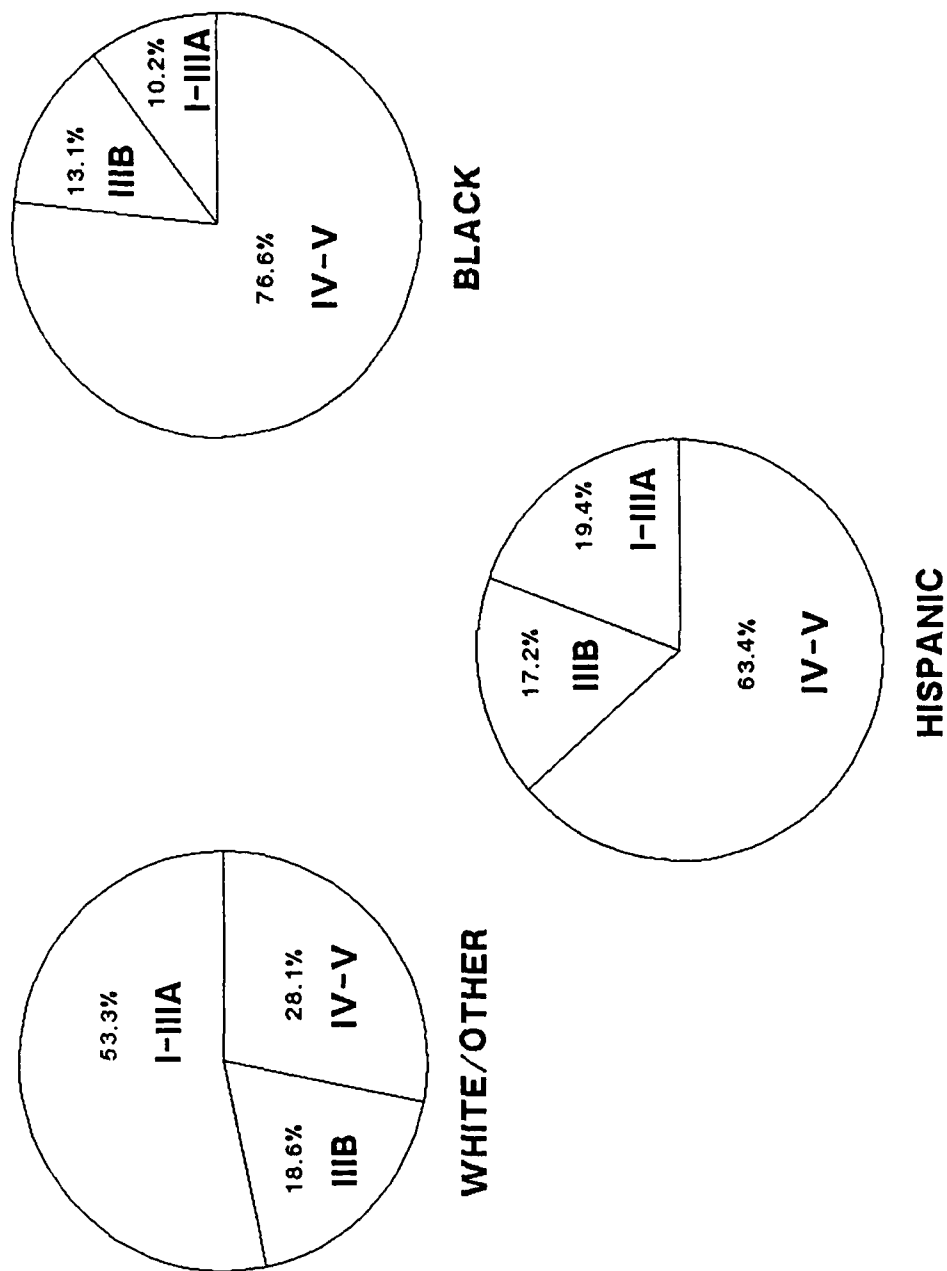 53.3%
I-IIIA
18.6%
IIIB
28.1%
IV-V
WHITE/OTHER
17.2%
IIIB
19.4%
I-IIIA
63.4%
IV-V
HISPANIC
13.1%
IIIB
10.2%
I-IIIA
76.6%
IV-V
BLACK